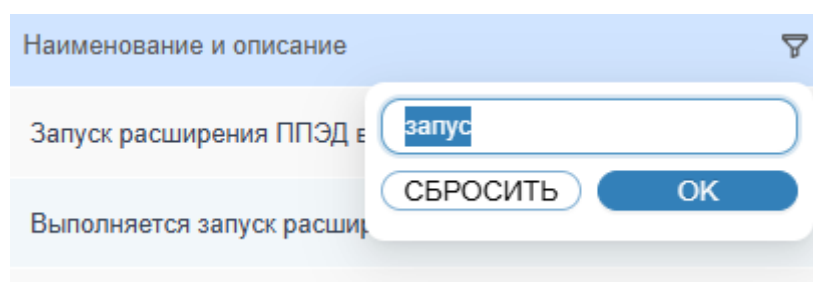 Наименование и описание
Запуск расширения ППЭД в
запус
СБРОСИТЬ OK
Выполняется запуск расшир